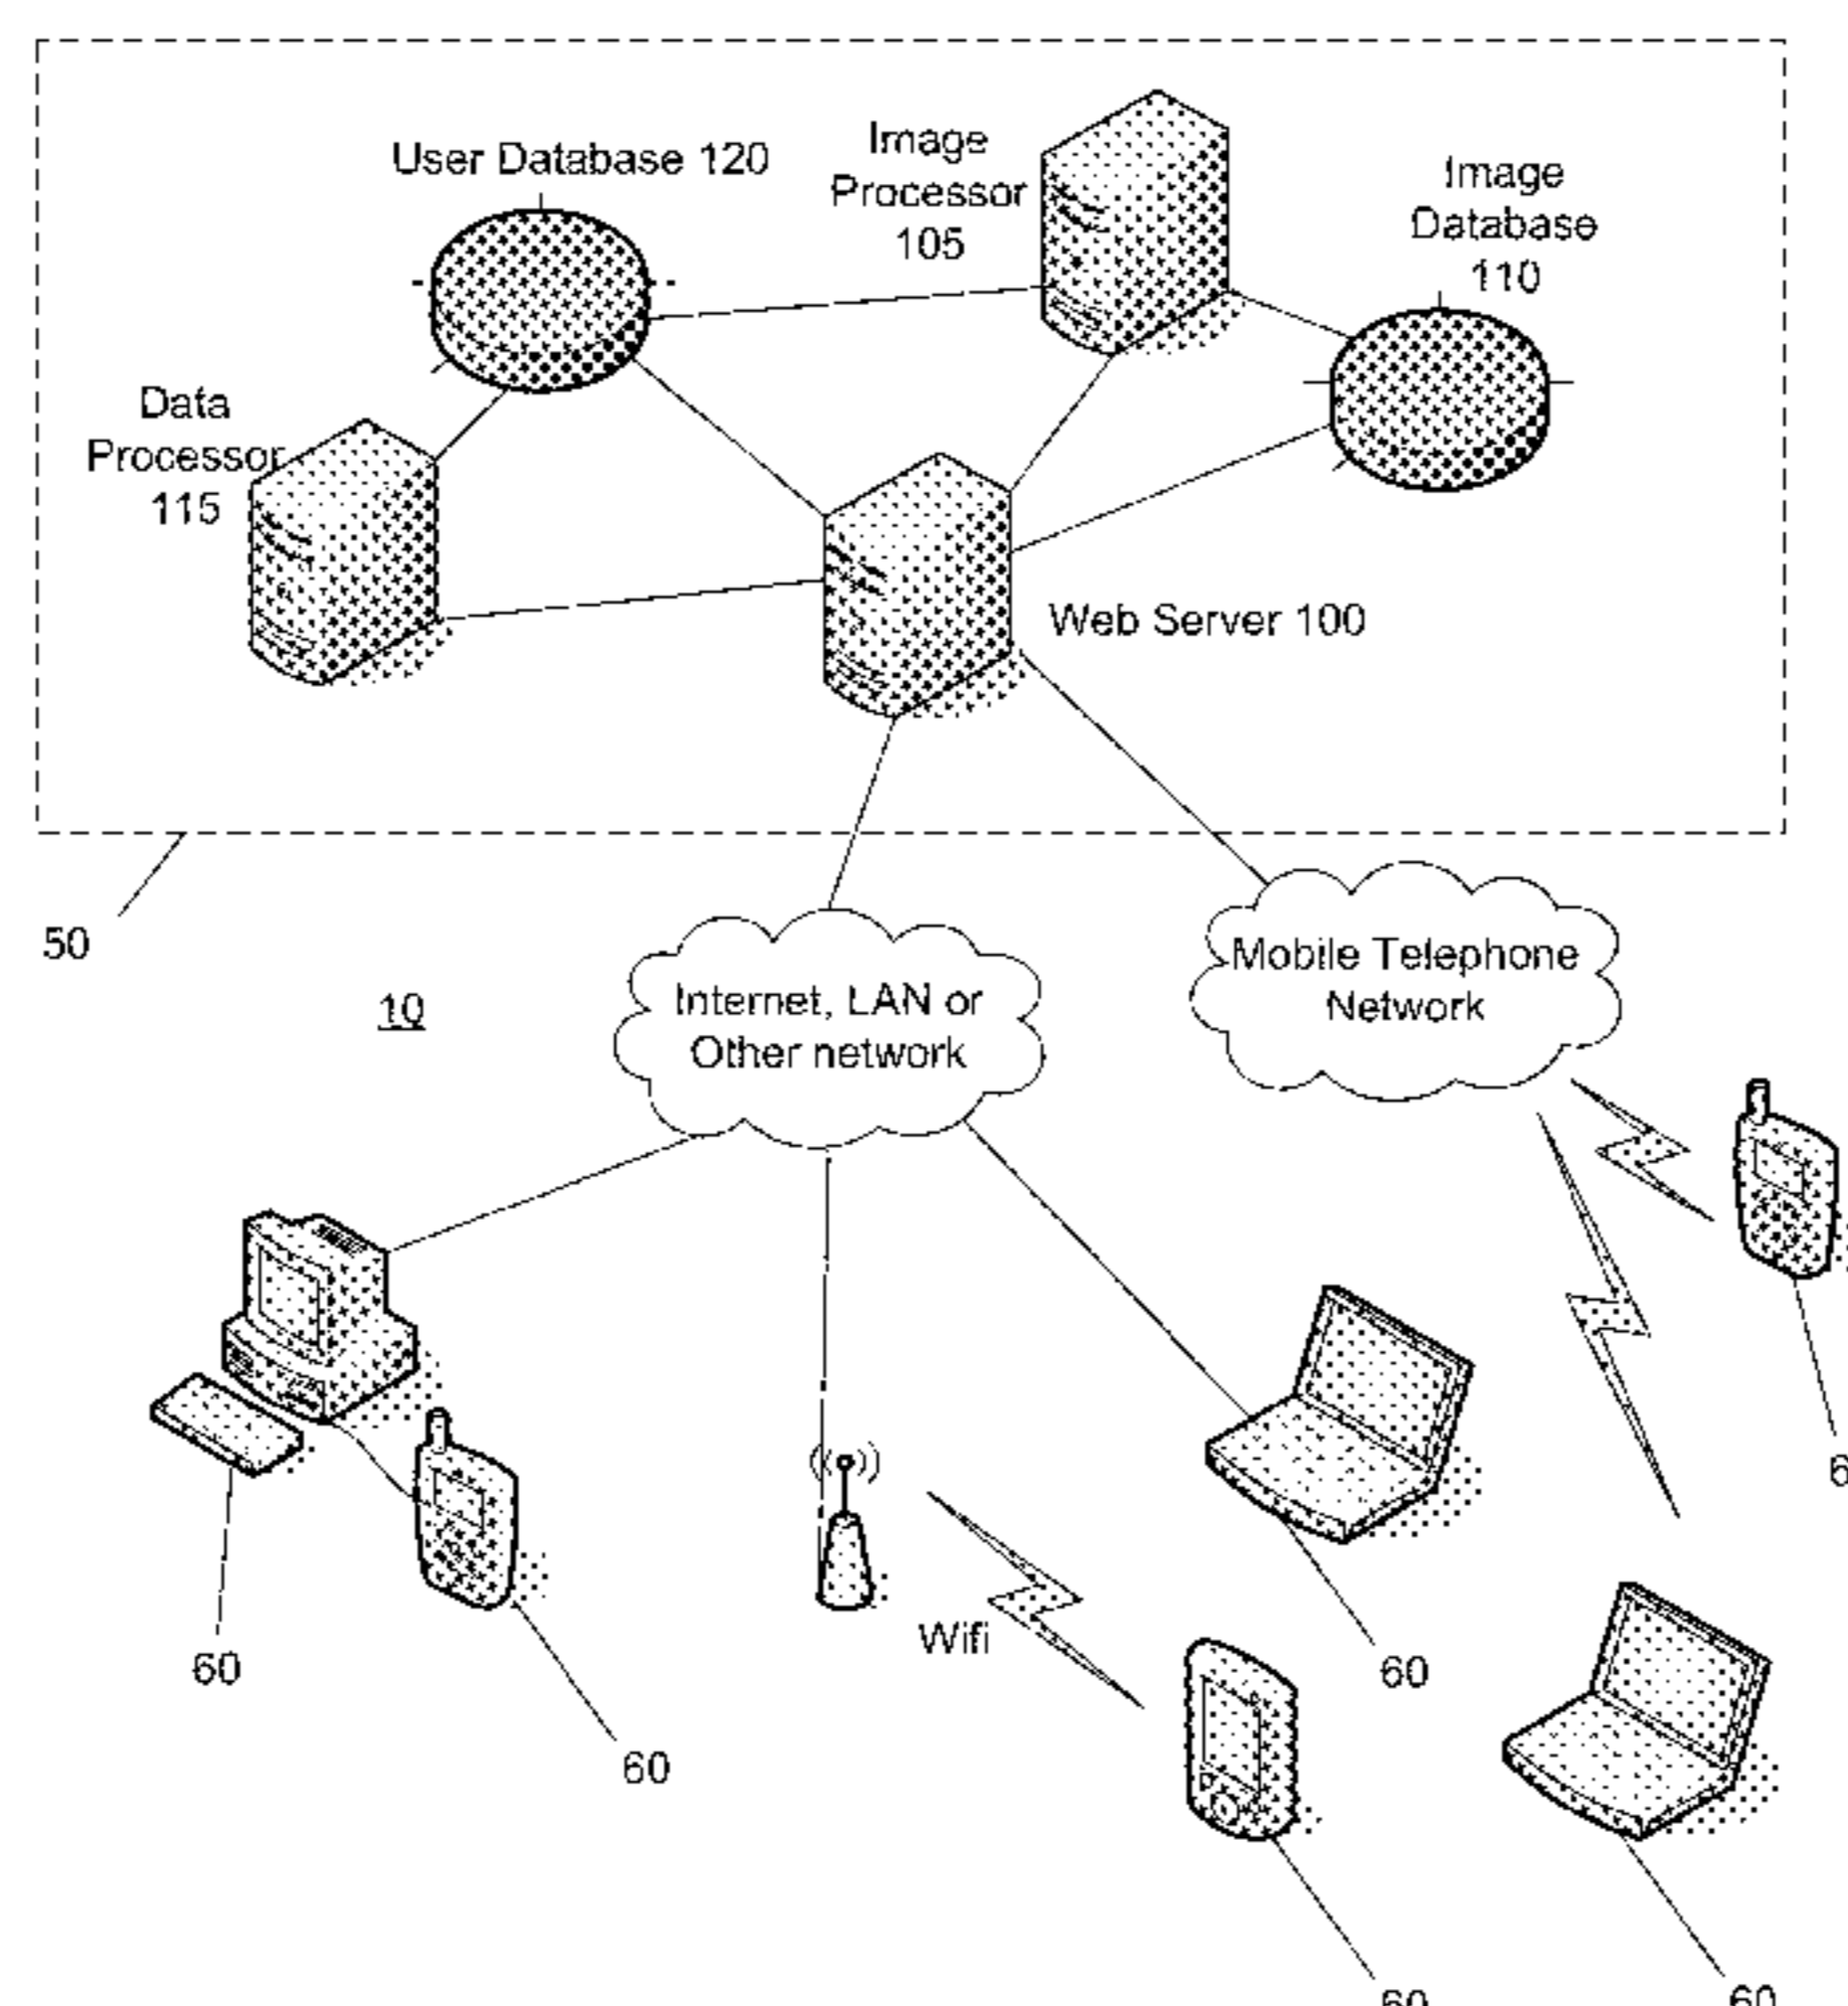 User Database 120
Image
Processor
105
Image
Database
110
Data
Processor
115
Web Server 100
50
10
Internet, LAN or
Other network
Mobile Telephone
Network
Wifi
60
60
60
60
60